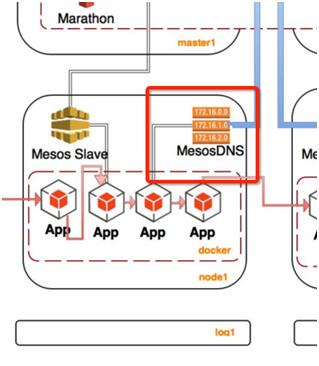 Marathon
master1
172.16.0.0
172.16.1.0
172.16.2.0
Mesos Slave
MesosDNS
Me
App
App
App
App
docker
node1
log1